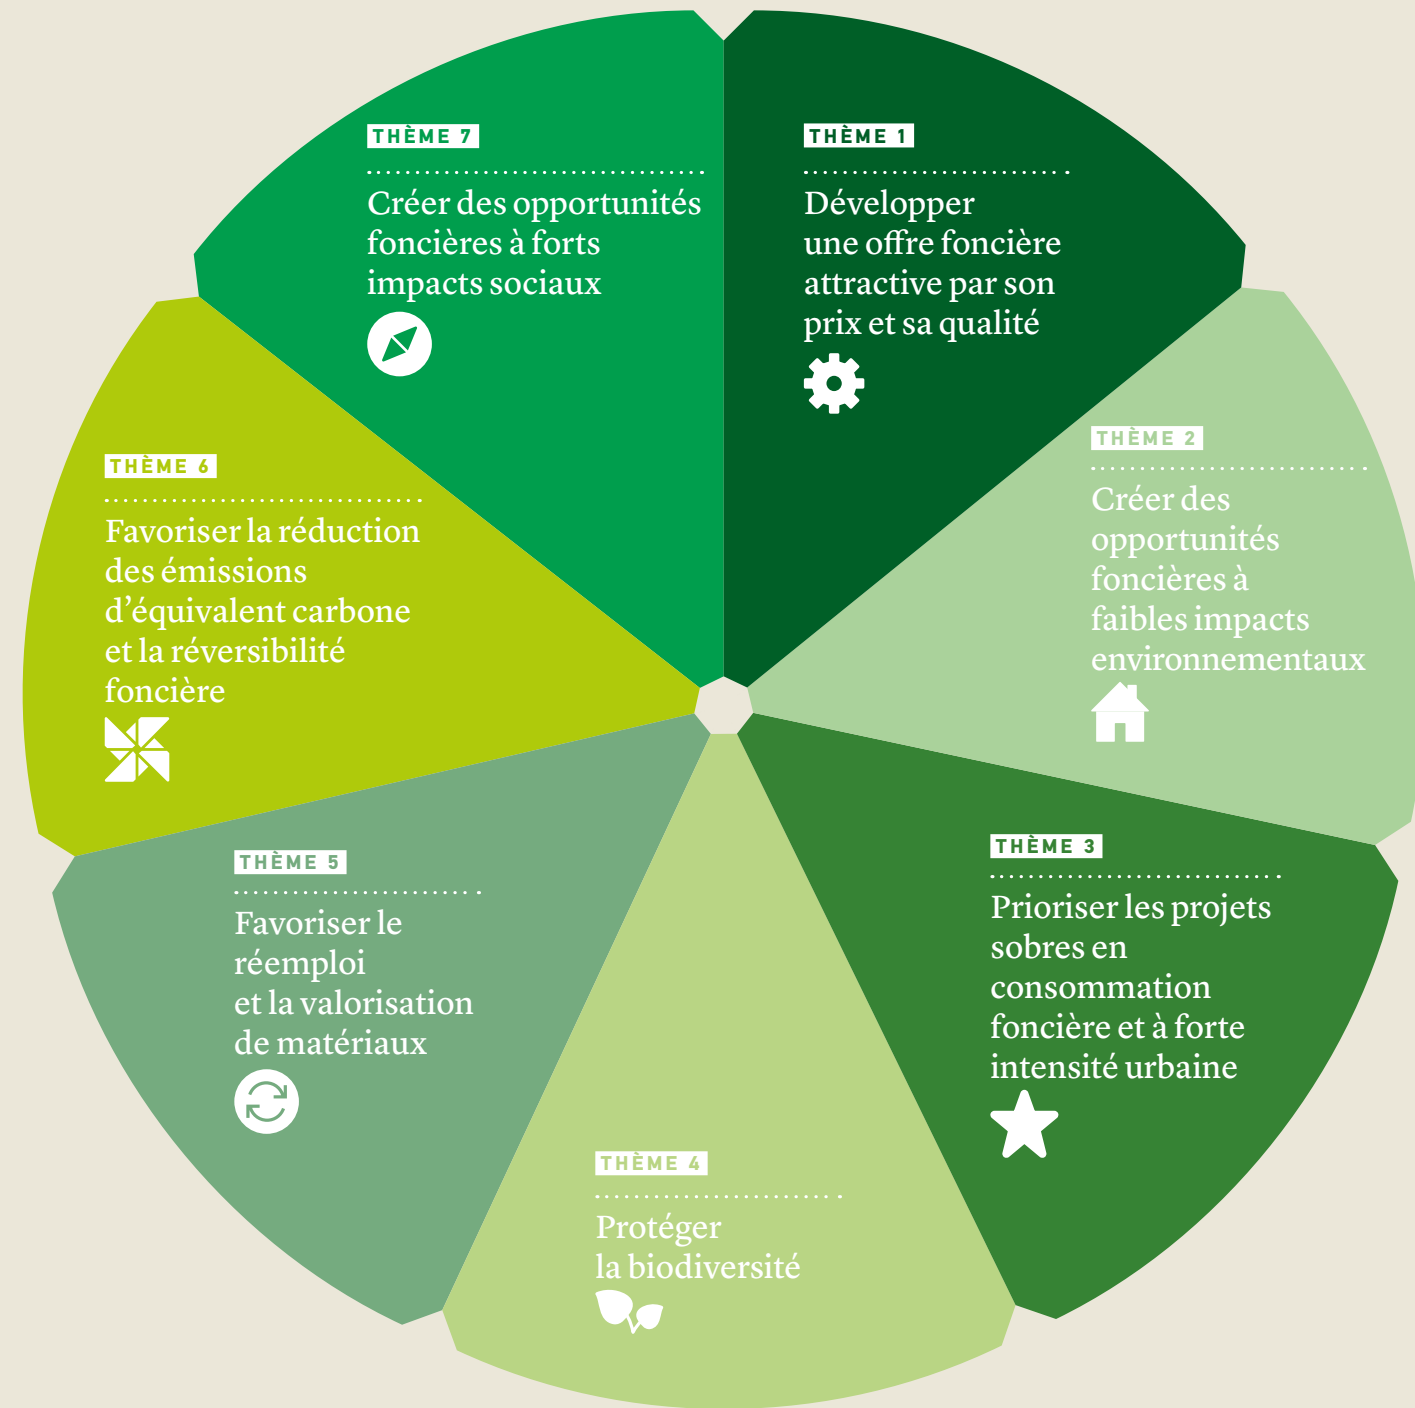 THÈME 1
Développer
une offre foncière
attractive par son
prix et sa qualité
THÈME 2
Créer des
opportunités
foncières à
faibles impacts
environnementaux
THÈME 3
Prioriser les projets
sobres en
consommation
foncière et à forte
intensité urbaine
THÈME 4
Protéger
la biodiversité
THÈME 5
Favoriser le
réemploi
et la valorisation
de matériaux
THÈME 6
Favoriser la réduction
des émissions
d’équivalent carbone
et la réversibilité
foncière
THÈME 7
Créer des opportunités
foncières à forts
impacts sociaux